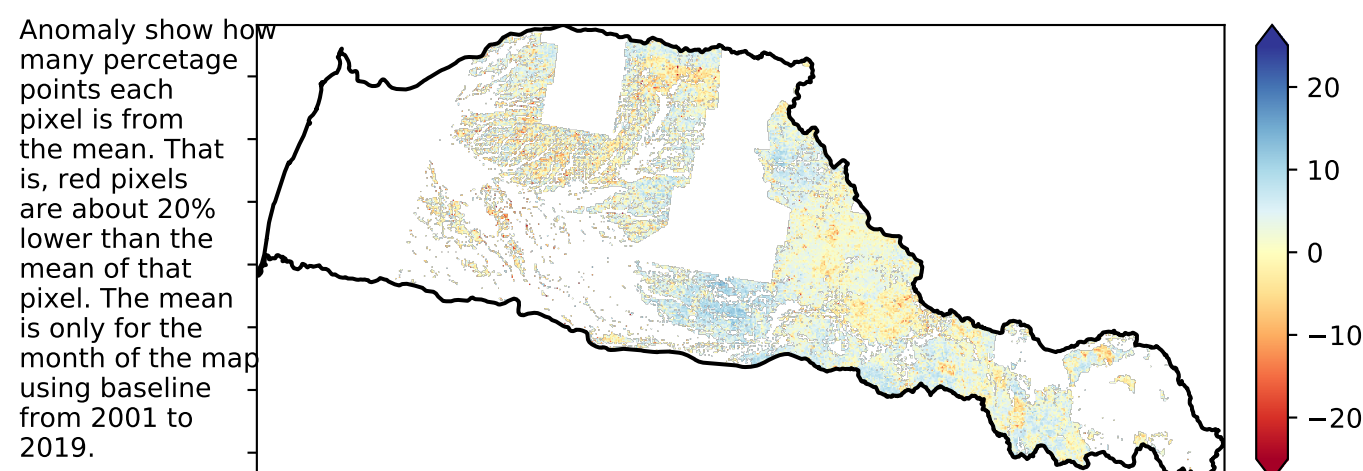 Anomaly show how
many percetage
points each
pixel is from
the mean. That
is, red pixels
are about 20%
lower than the
mean of that
pixel. The mean
is only for the
month of the map
using baseline
from 2001 to
2019.
20
10
0
−10
−20